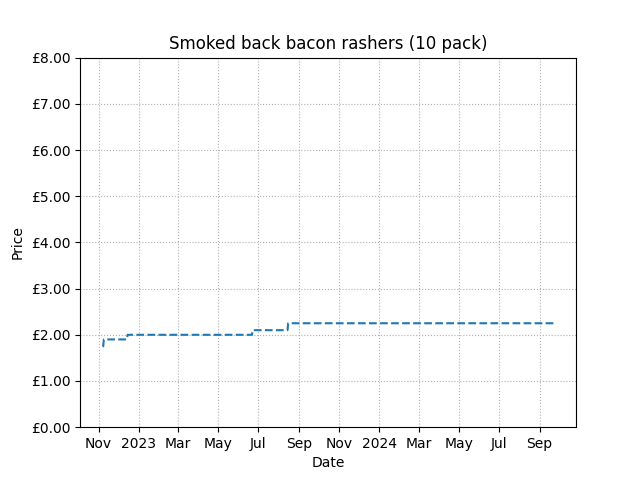 Smoked back bacon rashers (10 pack)
£8.00
£7.00
£6.00
£5.00
£4.00
£3.00
£2.00
£1.00
£0.00
Price
Nov 2023 Mar May Jul Sep Nov 2024 Mar May Jul Sep
Date